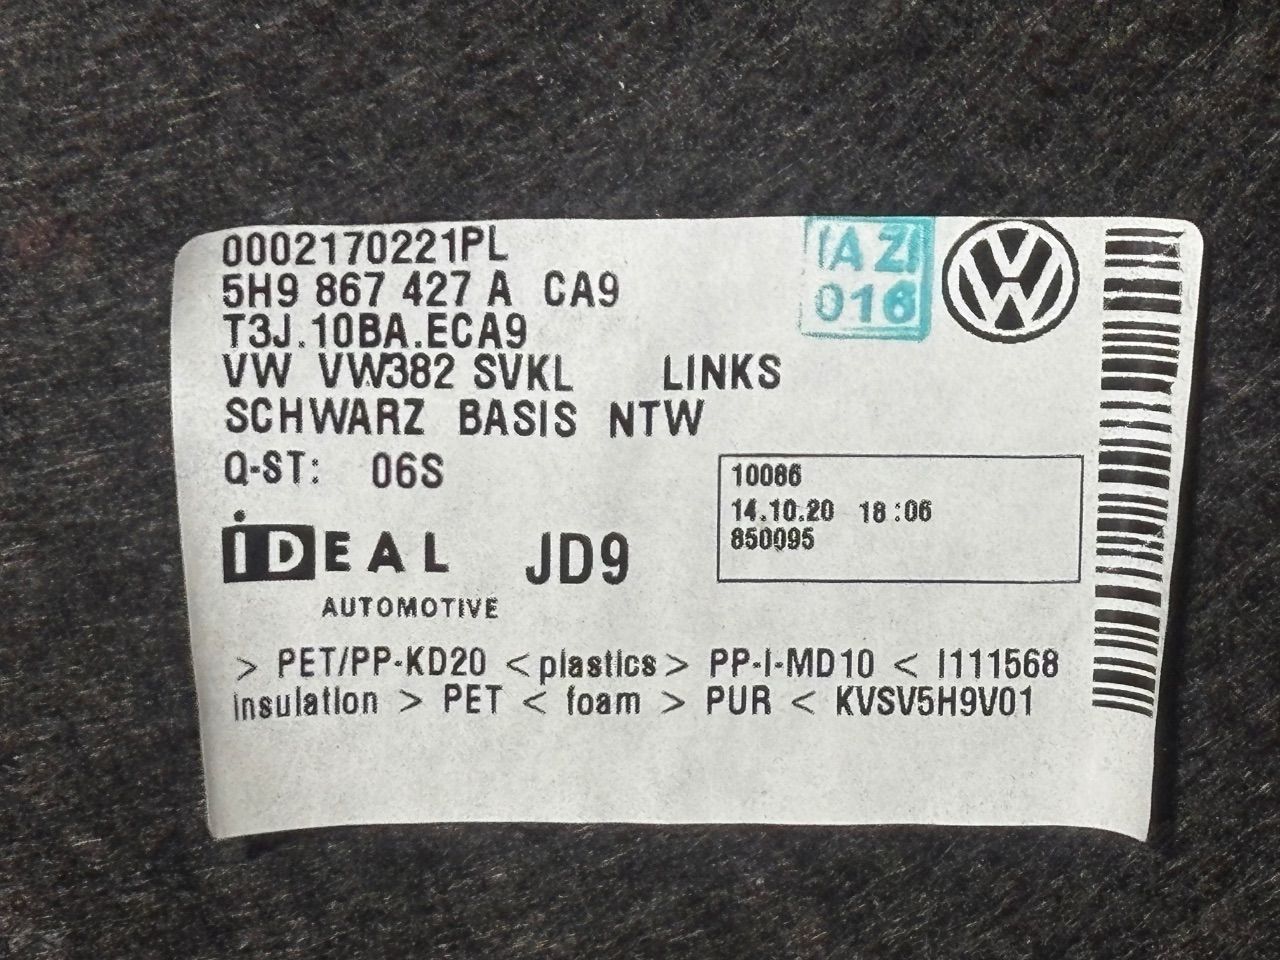 0002170221PL
5H9 867 427 A CA9
T3J.10BA.ECA9
VW VW382 SVKL LINKS
SCHWARZ BASIS NTW
Q-ST: 06S
IAZI
016
VW
10086
14.10.20 18:06
850095
iDEAL JD9
AUTOMOTIVE
> PET/PP-KD20 < plastics > PP-I-MD10 < I111568
insulation > PET < foam > PUR < KVSV5H9V01